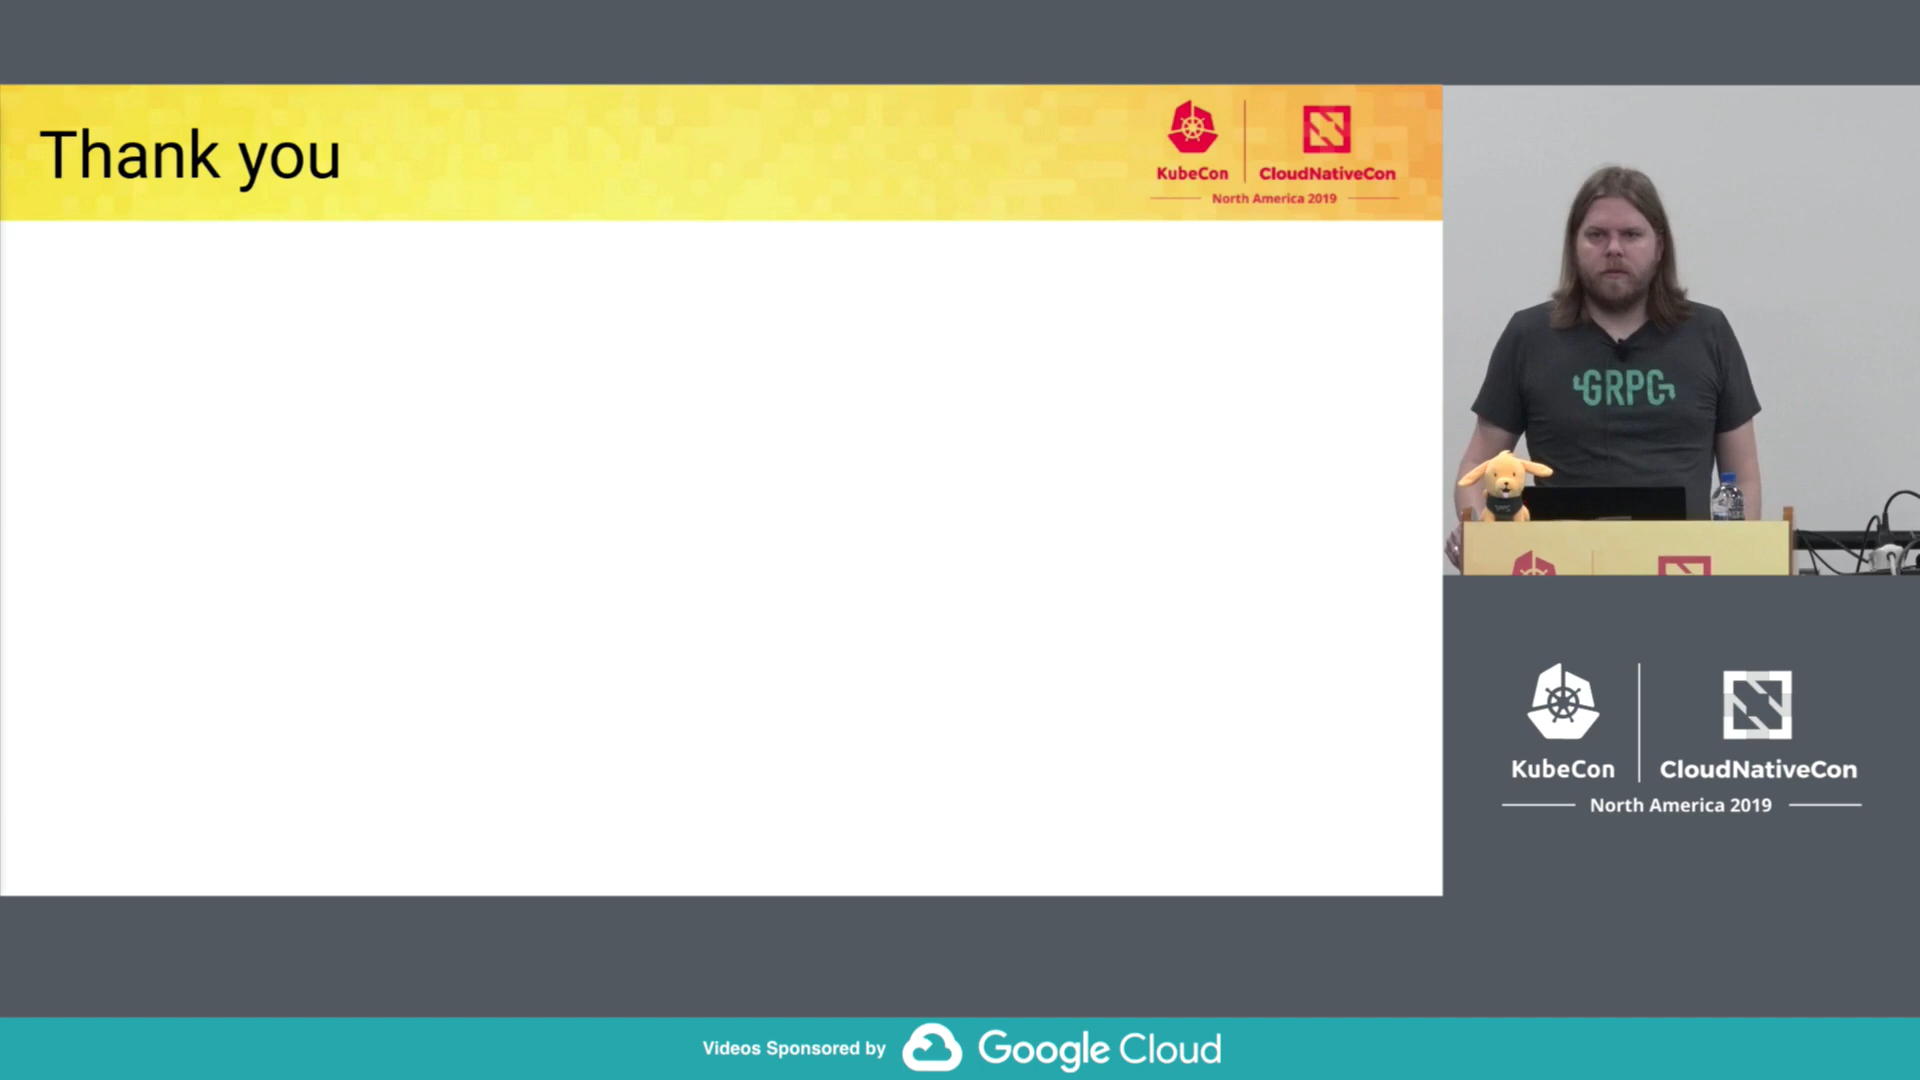 Thank you
KubeCon
CloudNativeCon
North America 2019
GRPC
KubeCon
CloudNativeCon
North America 2019
Videos Sponsored by
Google Cloud